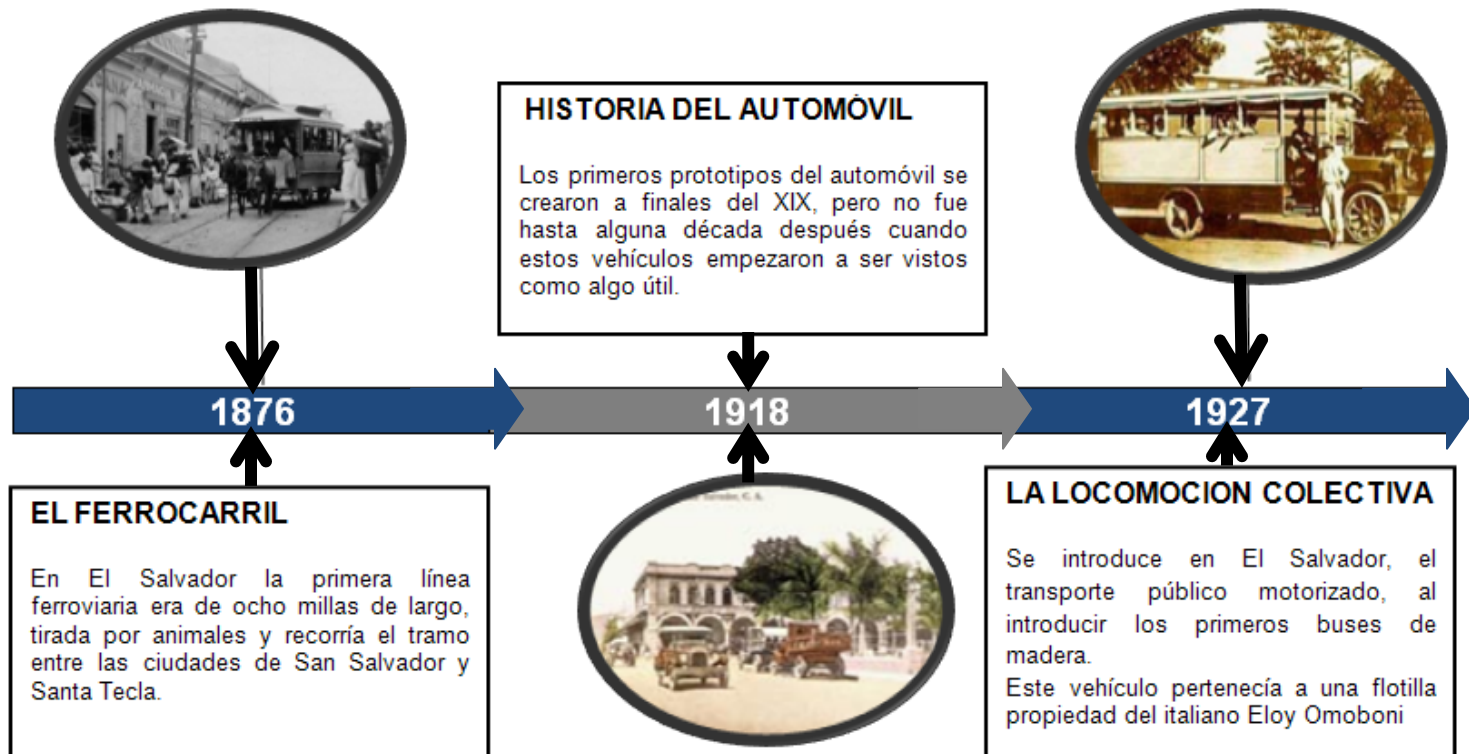 HISTORIA DEL AUTOMÓVIL
Los primeros prototipos del automóvil se
crearon a finales del XIX, pero no fue
hasta alguna década después cuando
estos vehículos empezaron a ser vistos
como algo útil.
1876
1918
1927
EL FERROCARRIL
En El Salvador la primera línea
ferroviaria era de ocho millas de largo,
tirada por animales y recorría el tramo
entre las ciudades de San Salvador y
Santa Tecla.
Salvador, C. A.
LA LOCOMOCION COLECTIVA
Se introduce en El Salvador, el
transporte público motorizado, al
introducir los primeros buses de
madera.
Este vehículo pertenecía a una flotilla
propiedad del italiano Eloy Omoboni